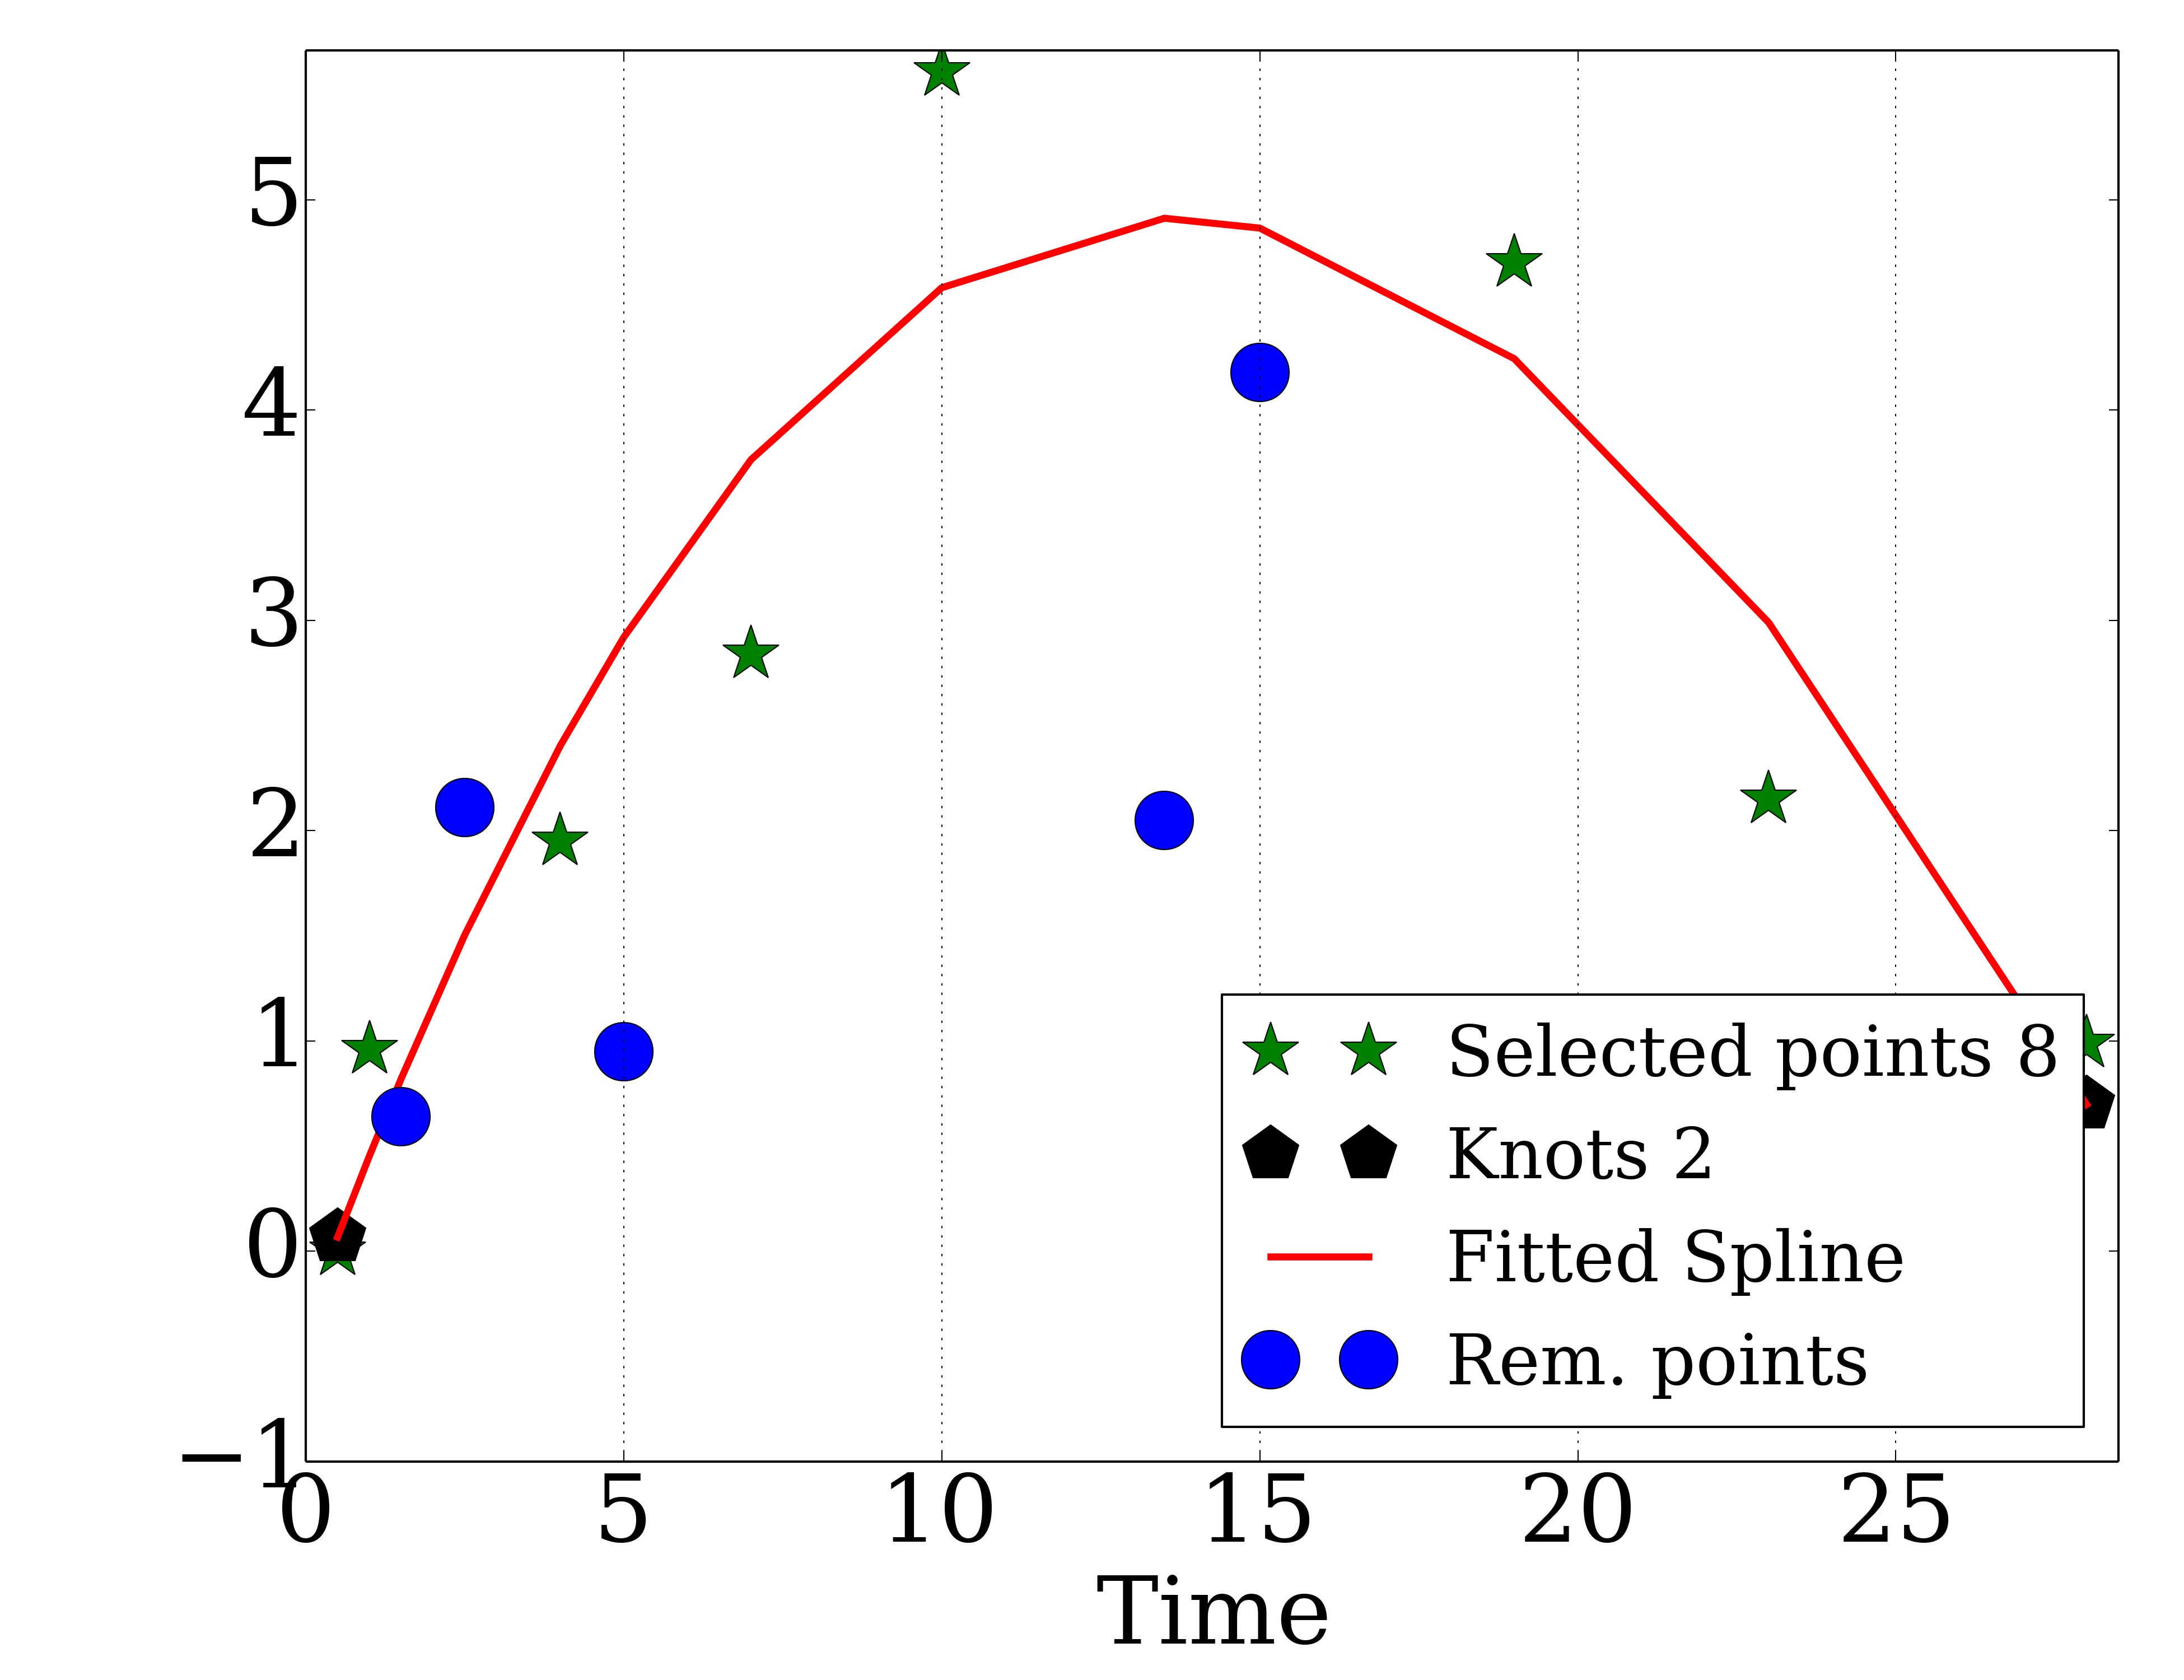 5
4
3
2
1
0
−1
0 5 10 15 20 25
Time
Selected points 8
Knots 2
Fitted Spline
Rem. points